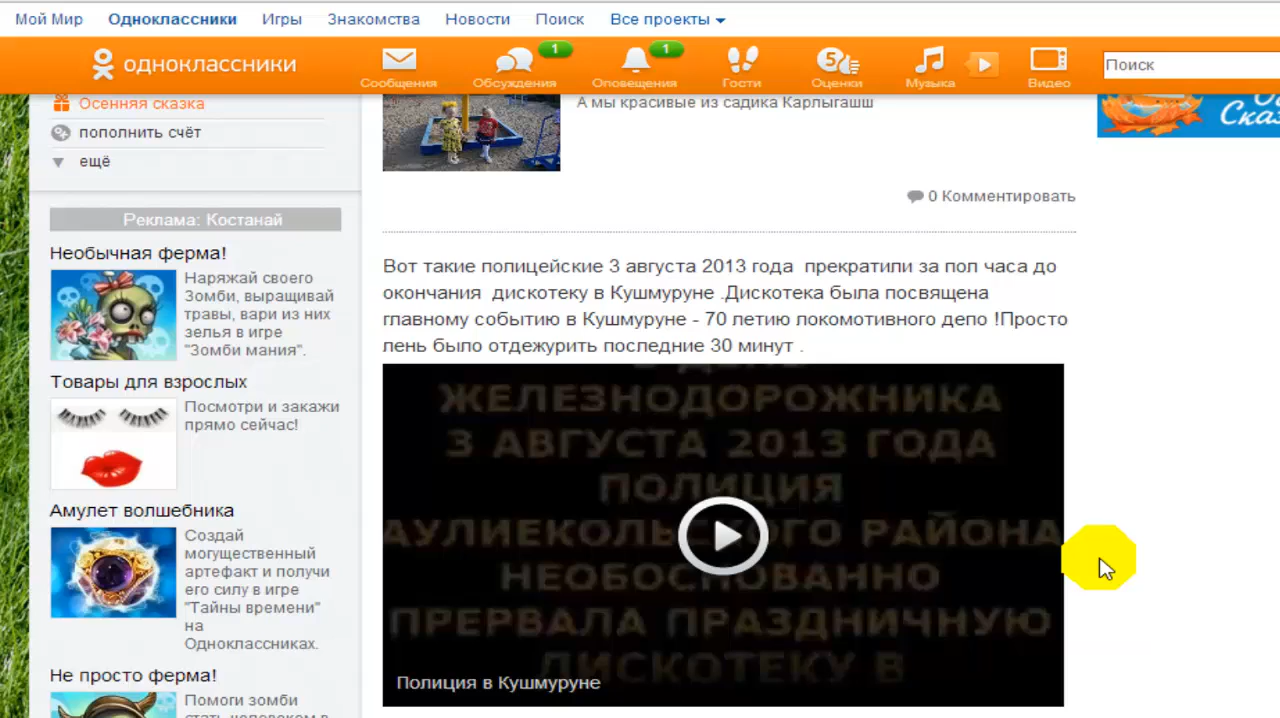 Мой Мир Одноклассники Игры Знакомства Новости Поиск Все проекты
одноклассники
1 1 5
Сообщения Обсуждения Оповещения Гости Оценки Музыка Видео
Поиск
Осенняя сказка
пополнить счёт
ещё
Реклама: Костанай
Необычная ферма!
Наряжай своего
Зомби, выращивай
травы, вари из них
зелья в игре
"Зомби мания".
Товары для взрослых
Посмотри и закажи
прямо сейчас!
Амулет волшебника
Создай
могущественный
артефакт и получи
его силу в игре
"Тайны времени"
на
Одноклассниках.
Не просто ферма!
Помоги зомби
А мы красивые из садика Карлыгашш
0 Комментировать
Вот такие полицейские 3 августа 2013 года прекратили за пол часа до
окончания дискотеку в Кушмуруне .Дискотека была посвящена
главному событию в Кушмуруне - 70 летию локомотивного депо !Просто
лень было отдежурить последние 30 минут .
ЖЕЛЕЗНОДОРОЖНИКА
3 АВГУСТА 2013 ГОДА
ПОЛИЦИЯ
АУЛИЕКОЛЬСКОГО РАЙОНА
НЕОБОСНОВАННО
ПРЕРВАЛА ПРАЗДНИЧНУЮ
ДИСКОТЕКУ В
Полиция в Кушмуруне